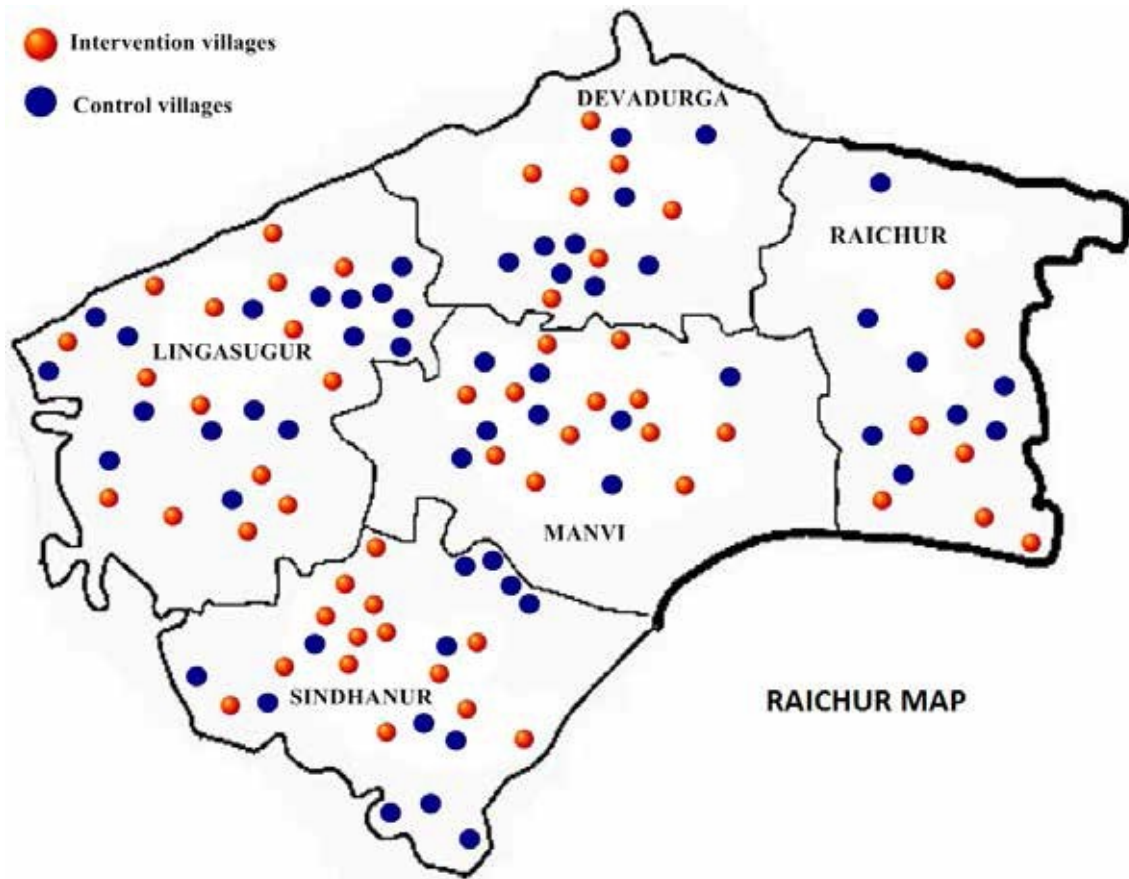 Intervention villages
Control villages
DEVADURGA
RAICHUR
LINGASUGUR
MANVI
SINDHANUR
RAICHUR MAP